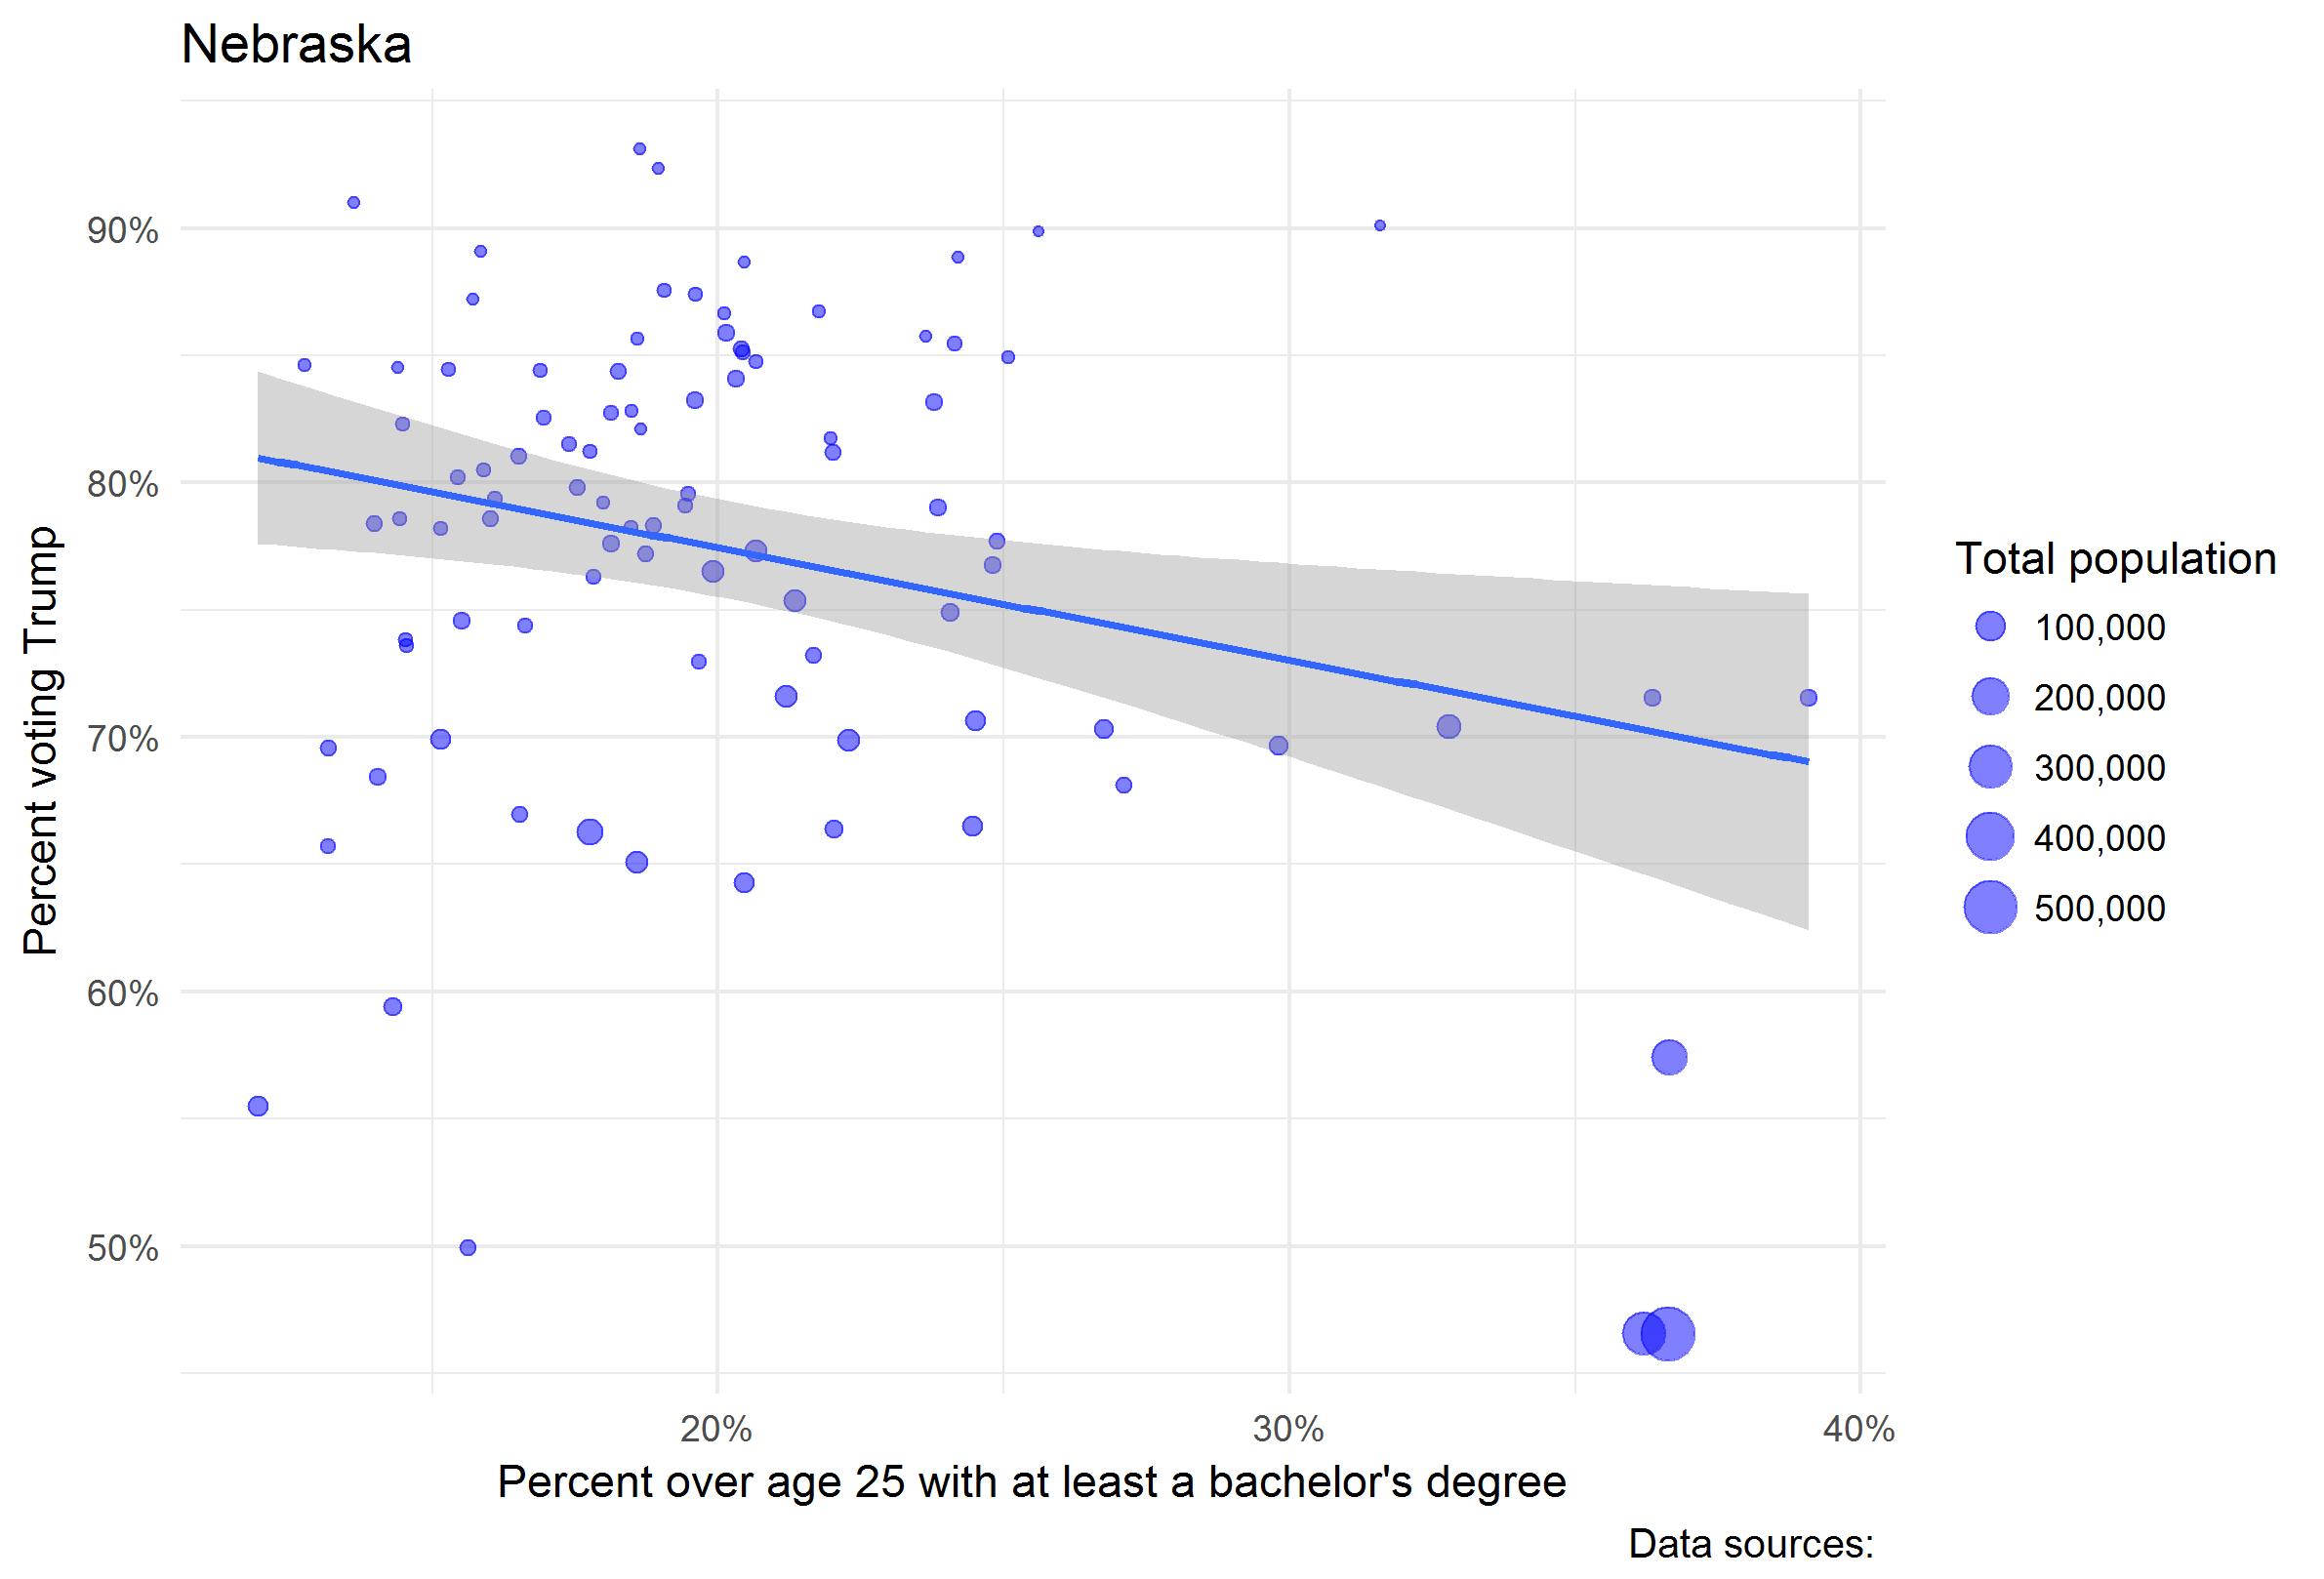 Nebraska
90%
80%
70%
60%
50%
Percent voting Trump
20%
30%
40%
Percent over age 25 with at least a bachelor's degree
Total population
100,000
200,000
300,000
400,000
500,000
Data sources: